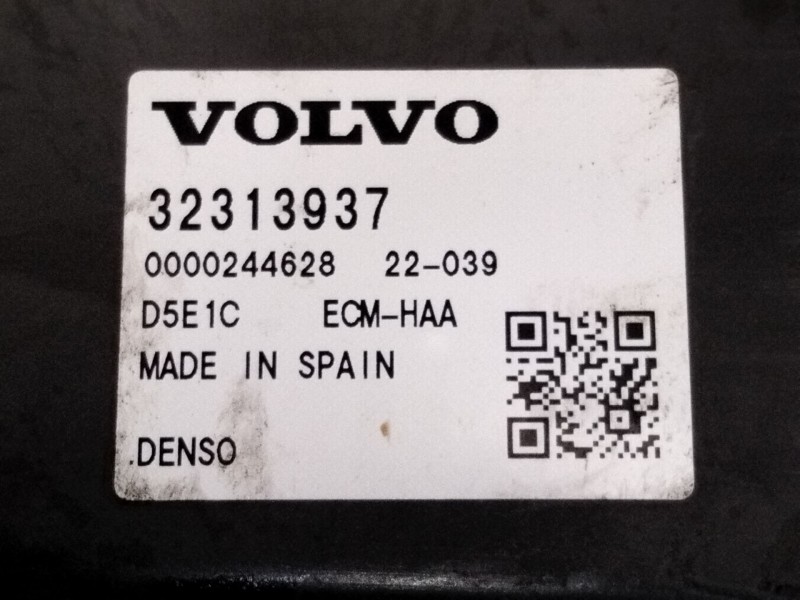 VOLVO
32313937
0000244628 22-039
D5E1C ECM-HAA
MADE IN SPAIN
DENSO